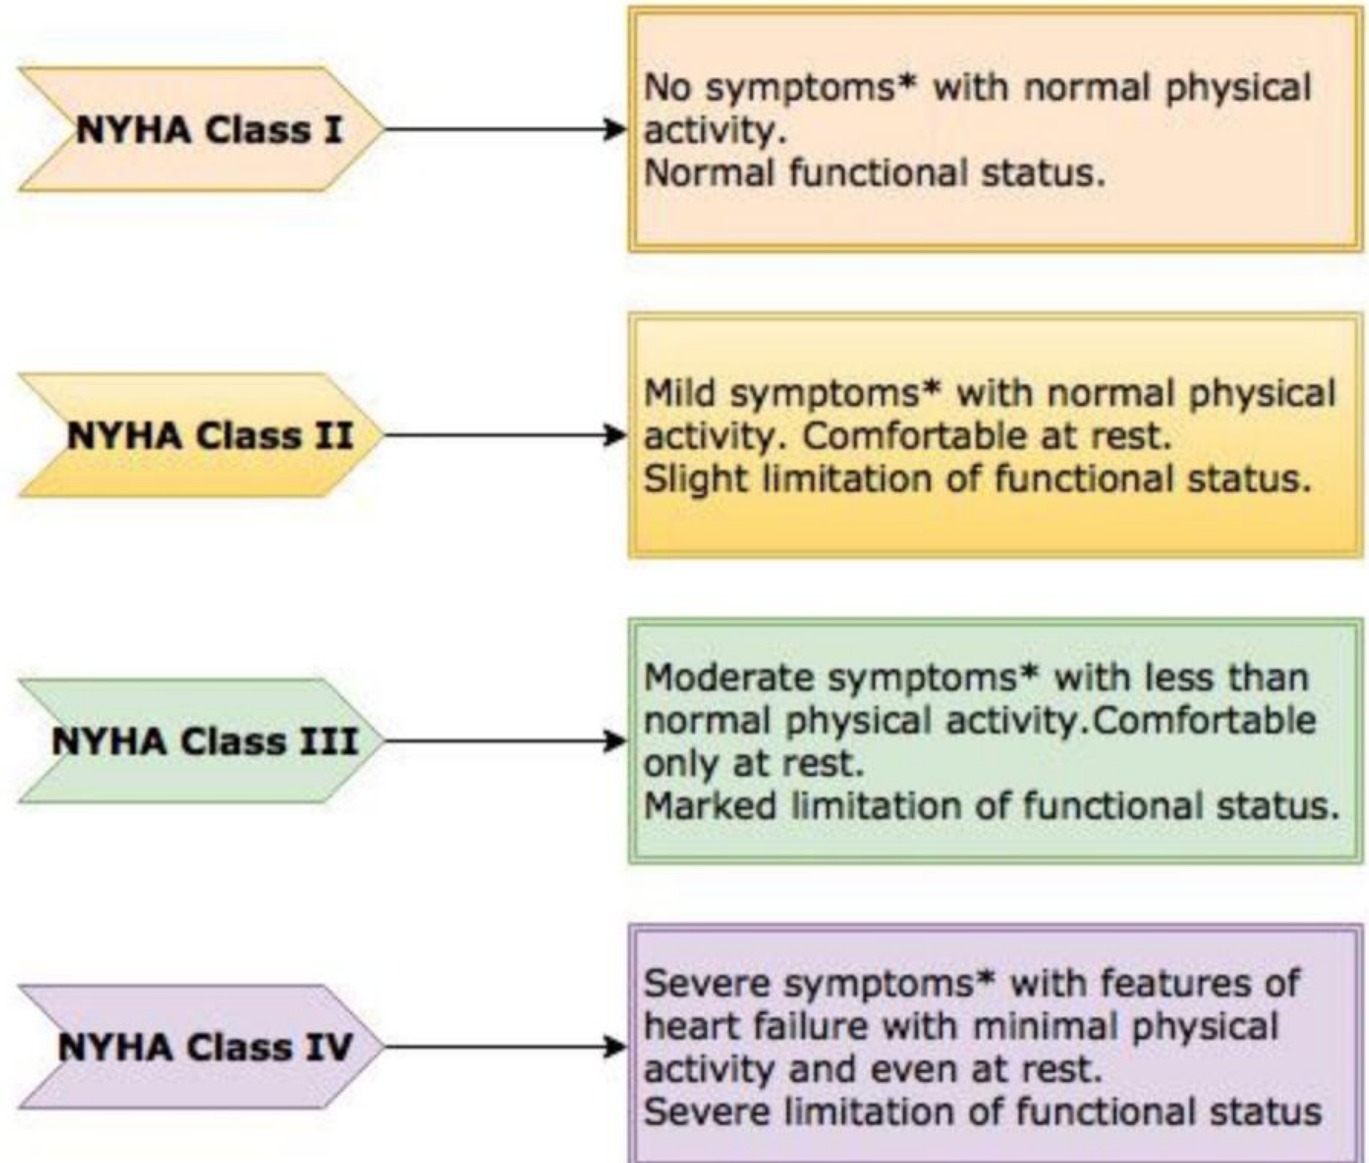 NYHA Class I
No symptoms* with normal physical
activity.
Normal functional status.
NYHA Class II
Mild symptoms* with normal physical
activity. Comfortable at rest.
Slight limitation of functional status.
NYHA Class III
Moderate symptoms* with less than
normal physical activity.Comfortable
only at rest.
Marked limitation of functional status.
NYHA Class IV
Severe symptoms* with features of
heart failure with minimal physical
activity and even at rest.
Severe limitation of functional status